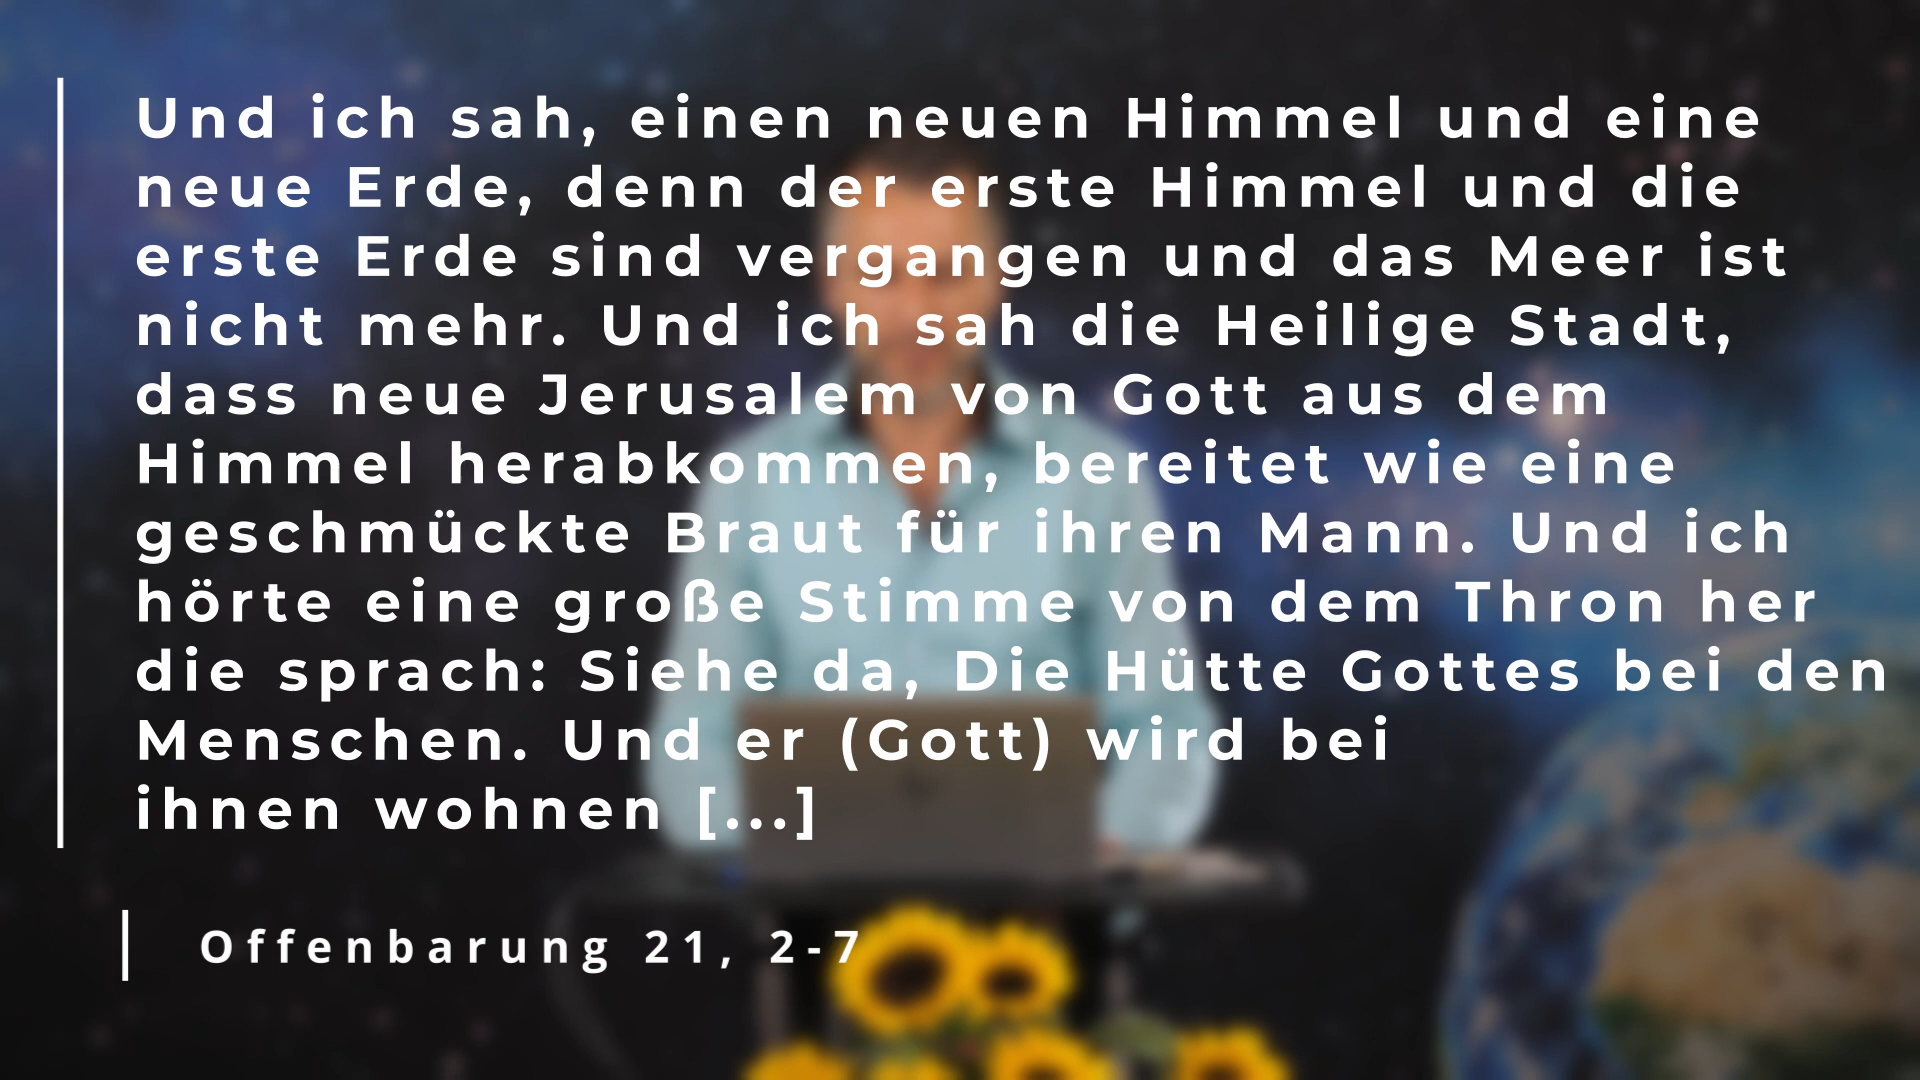 Und ich sah, einen neuen Himmel und eine
neue Erde, denn der erste Himmel und die
erste Erde sind vergangen und das Meer ist
nicht mehr. Und ich sah die Heilige Stadt,
dass neue Jerusalem von Gott aus dem
Himmel herabkommen, bereitet wie eine
geschmückte Braut für ihren Mann. Und ich
hörte eine große Stimme von dem Thron her
die sprach: Siehe da, Die Hütte Gottes bei den
Menschen. Und er (Gott) wird bei
ihnen wohnen [...]
Offenbarung 21, 2-7